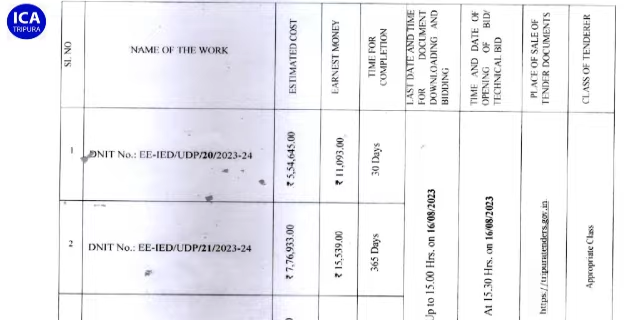 ICA
TRIPURA
SL NO
NAME OF THE WORK
ESTIMATED COST
EARNEST MONEY
TIME FOR
COMPLETION
LAST DATE AND TIME
FOR DOCUMENT
DOWNLOADING AND
BIDDING
TIME AND DATE OF
OPENING OF BID/
TECHNICAL BID
PLACE OF SALE OF
TENDER DOCUMENTS
CLASS OF TENDERER
1
DNIT No.: EE-IED/UDP/20/2023-24
₹ 5,54,645.00
₹ 11,093.00
30 Days
2
DNIT No.: EE-IED/UDP/21/2023-24
₹ 7,76,933.00
₹ 15,539.00
365 Days
Up to 15.00 Hrs. on 16/08/2023
At 15.30 Hrs. on 16/08/2023
https://tripuratenders.gov.in
Appropriate Class